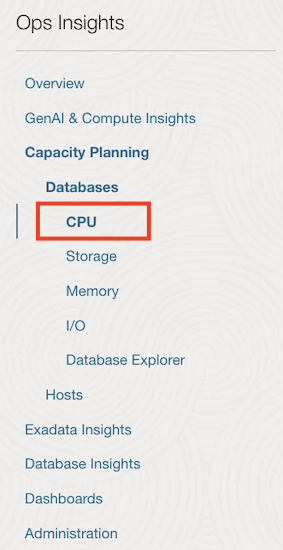 Ops Insights
Overview
GenAI & Compute Insights
Capacity Planning
Databases
CPU
Storage
Memory
I/O
Database Explorer
Hosts
Exadata Insights
Database Insights
Dashboards
Administration